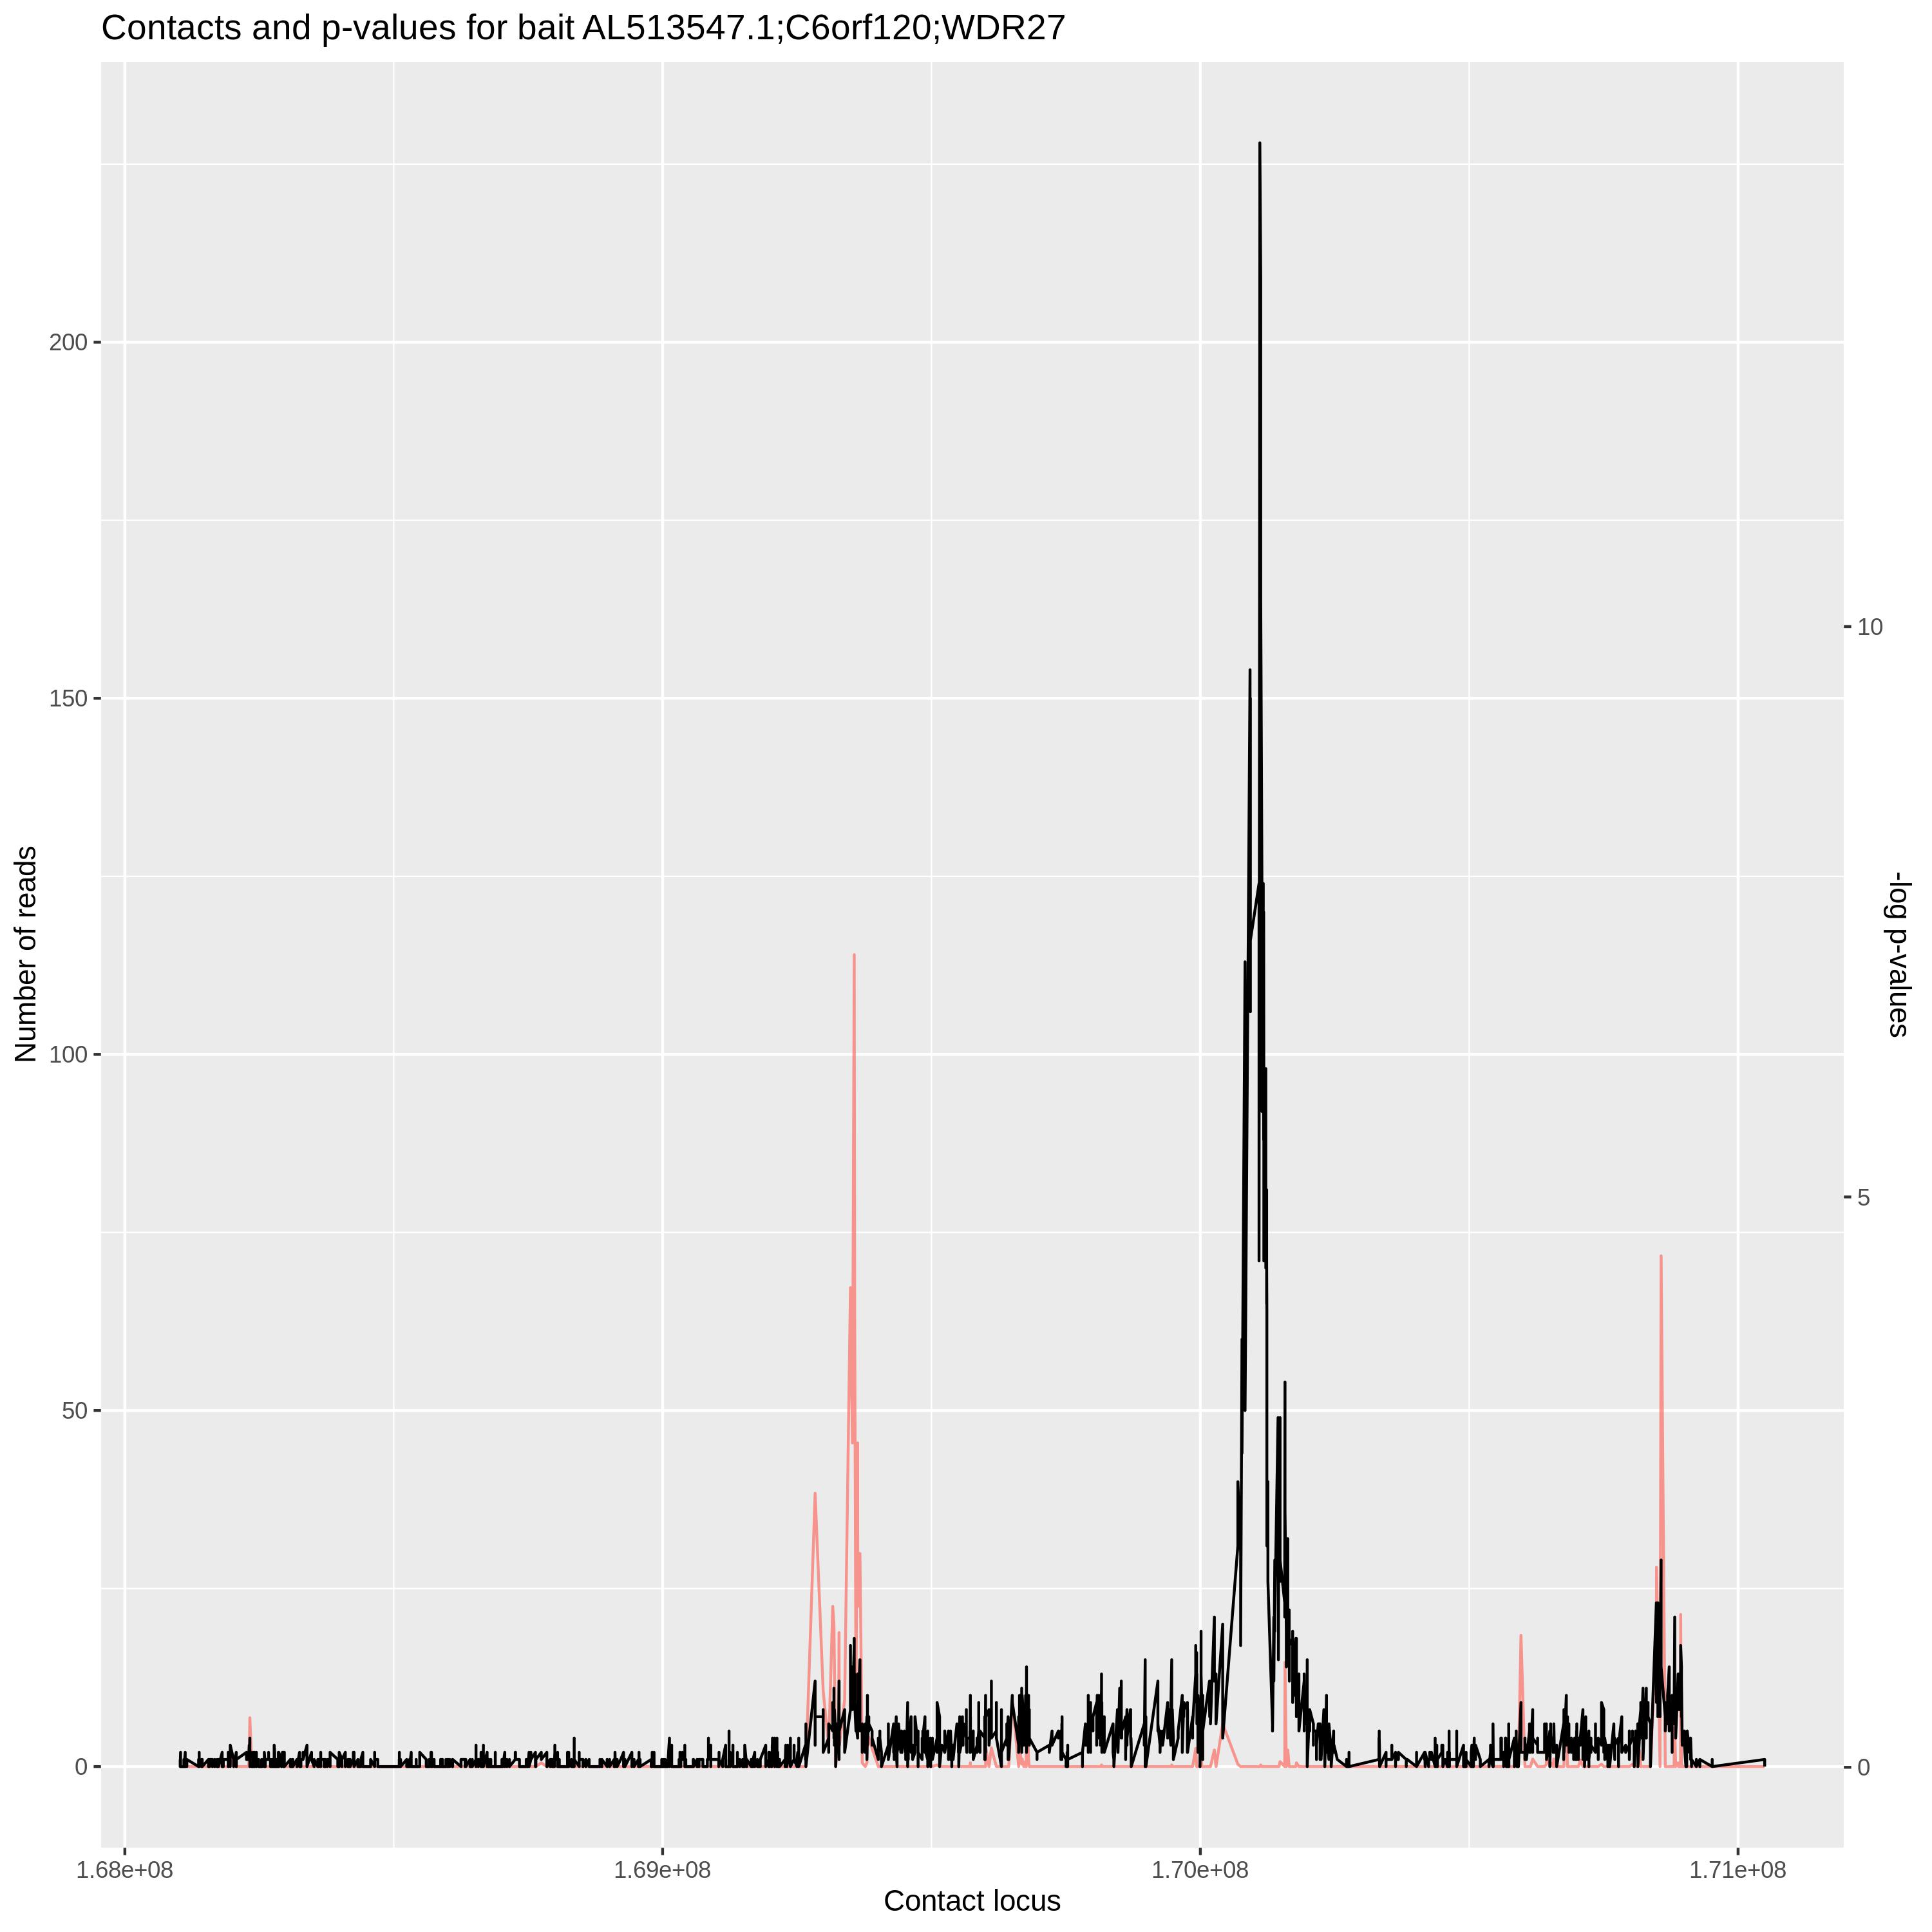 Contacts and p-values for bait AL513547.1;C6orf120;WDR27
Number of reads
200
150
100
50
0
10
5
0
-log p-values
1.68e+08 1.69e+08 1.70e+08 1.71e+08
Contact locus